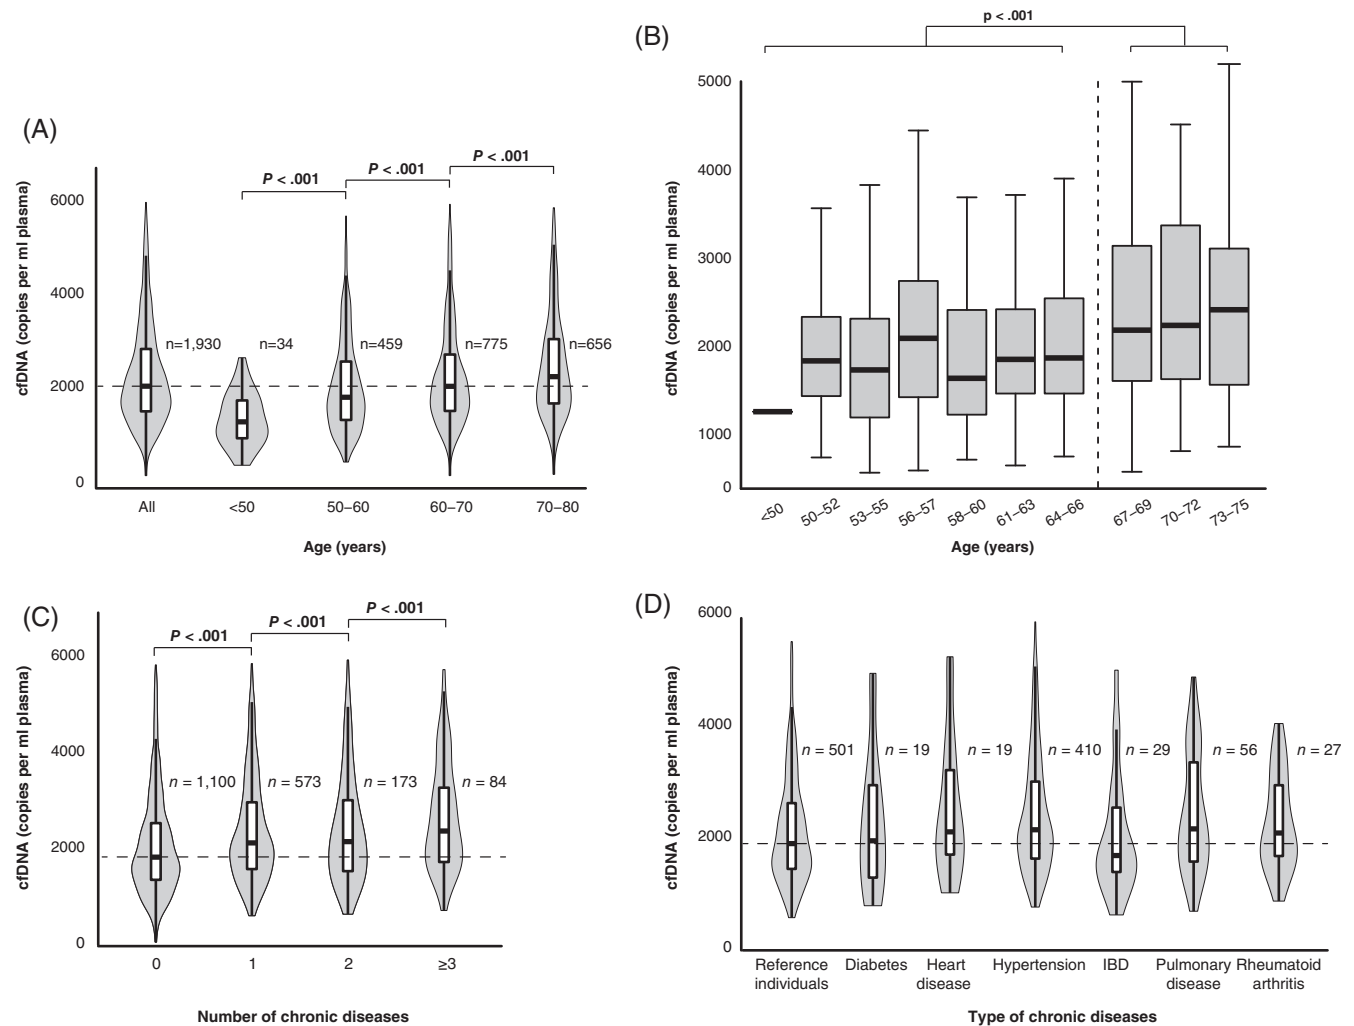 (A)
P < .001
P < .001
P < .001
cfDNA (copies per ml plasma)
6000
4000
2000
0
n=1,930
n=34
n=459
n=775
n=656
All
<50
50–60
60–70
70–80
Age (years)
(B)
p < .001
cfDNA (copies per ml plasma)
5000
4000
3000
2000
1000
0
<50
50–52
53–55
56–57
58–60
61–63
64–66
67–69
70–72
73–75
Age (years)
(C)
P < .001
P < .001
P < .001
cfDNA (copies per ml plasma)
6000
4000
2000
0
n = 1,100
n = 573
n = 173
n = 84
0
1
2
≥3
Number of chronic diseases
(D)
cfDNA (copies per ml plasma)
6000
4000
2000
0
n = 501
n = 19
n = 19
n = 410
n = 29
n = 56
n = 27
Reference
individuals
Diabetes
Heart
disease
Hypertension
IBD
Pulmonary
disease
Rheumatoid
arthritis
Type of chronic diseases